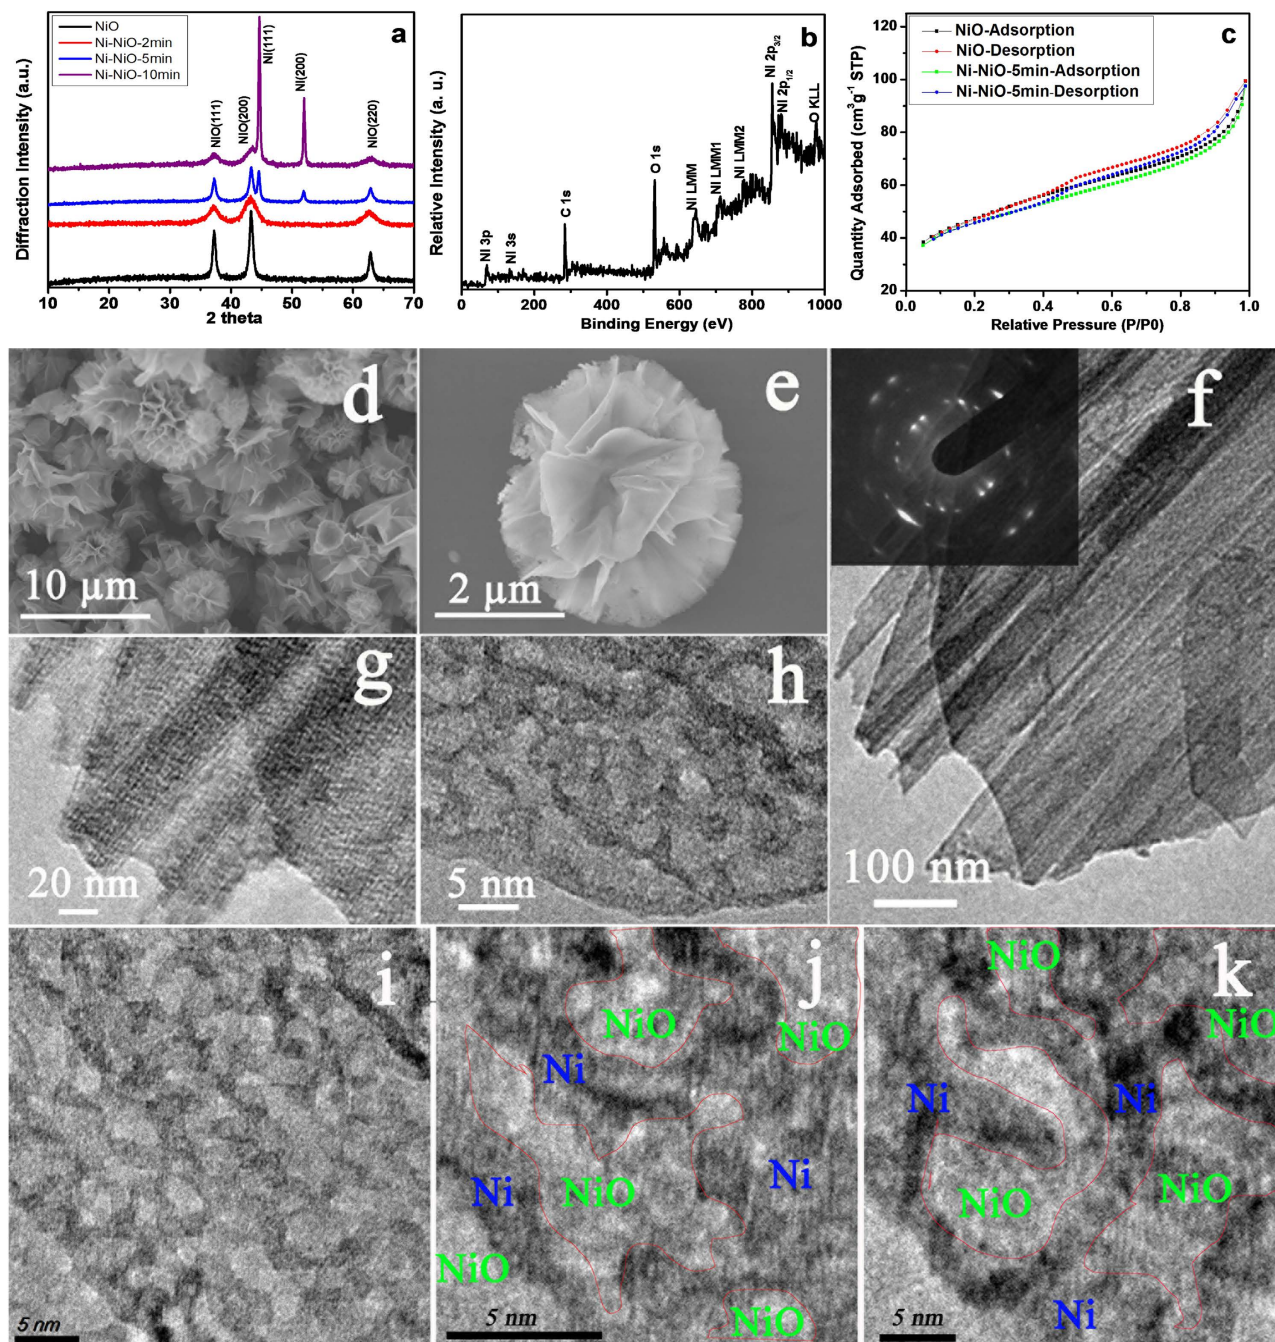 a
NiO
Ni-NiO-2min
Ni-NiO-5min
Ni-NiO-10min
NiO(111)
NiO(200)
Ni(111)
Ni(200)
NiO(220)
Diffraction Intensity (a.u.)
10 20 30 40 50 60 70
2 theta
b
Relative Intensity (a. u.)
Ni 3p
Ni 3s
C 1s
O 1s
Ni LMM
Ni LMM1
Ni LMM2
Ni 2p3/2
Ni 2p1/2
O KLL
0 200 400 600 800 1000
Binding Energy (eV)
c
NiO-Adsorption
NiO-Desorption
Ni-NiO-5min-Adsorption
Ni-NiO-5min-Desorption
Quantity Adsorbed (cm3g-1 STP)
120
100
80
60
40
20
0.0 0.2 0.4 0.6 0.8 1.0
Relative Pressure (P/P0)
d
10 µm
e
2 µm
f
100 nm
g
20 nm
h
5 nm
i
5 nm
j
NiO
NiO
Ni
Ni
NiO
Ni
NiO
NiO
5 nm
k
NiO
NiO
Ni
Ni
NiO
NiO
Ni
5 nm